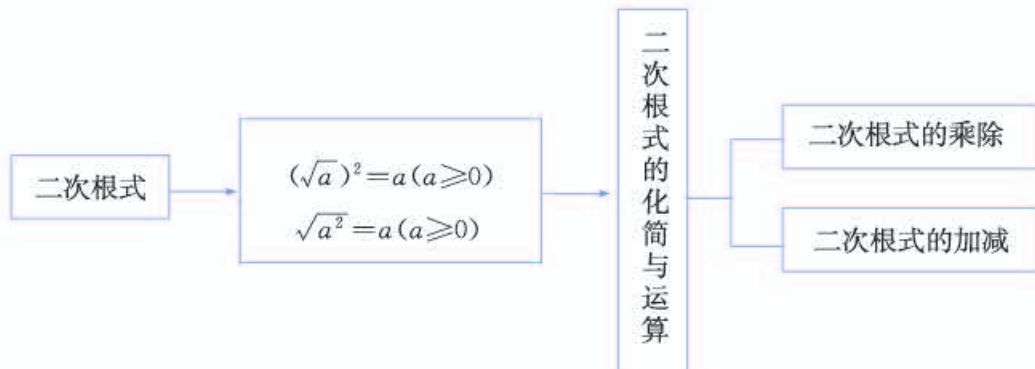 二次根式
(√a)²=a(a≥0)
√a²=a(a≥0)
二次根式的化简与运算
二次根式的乘除
二次根式的加减